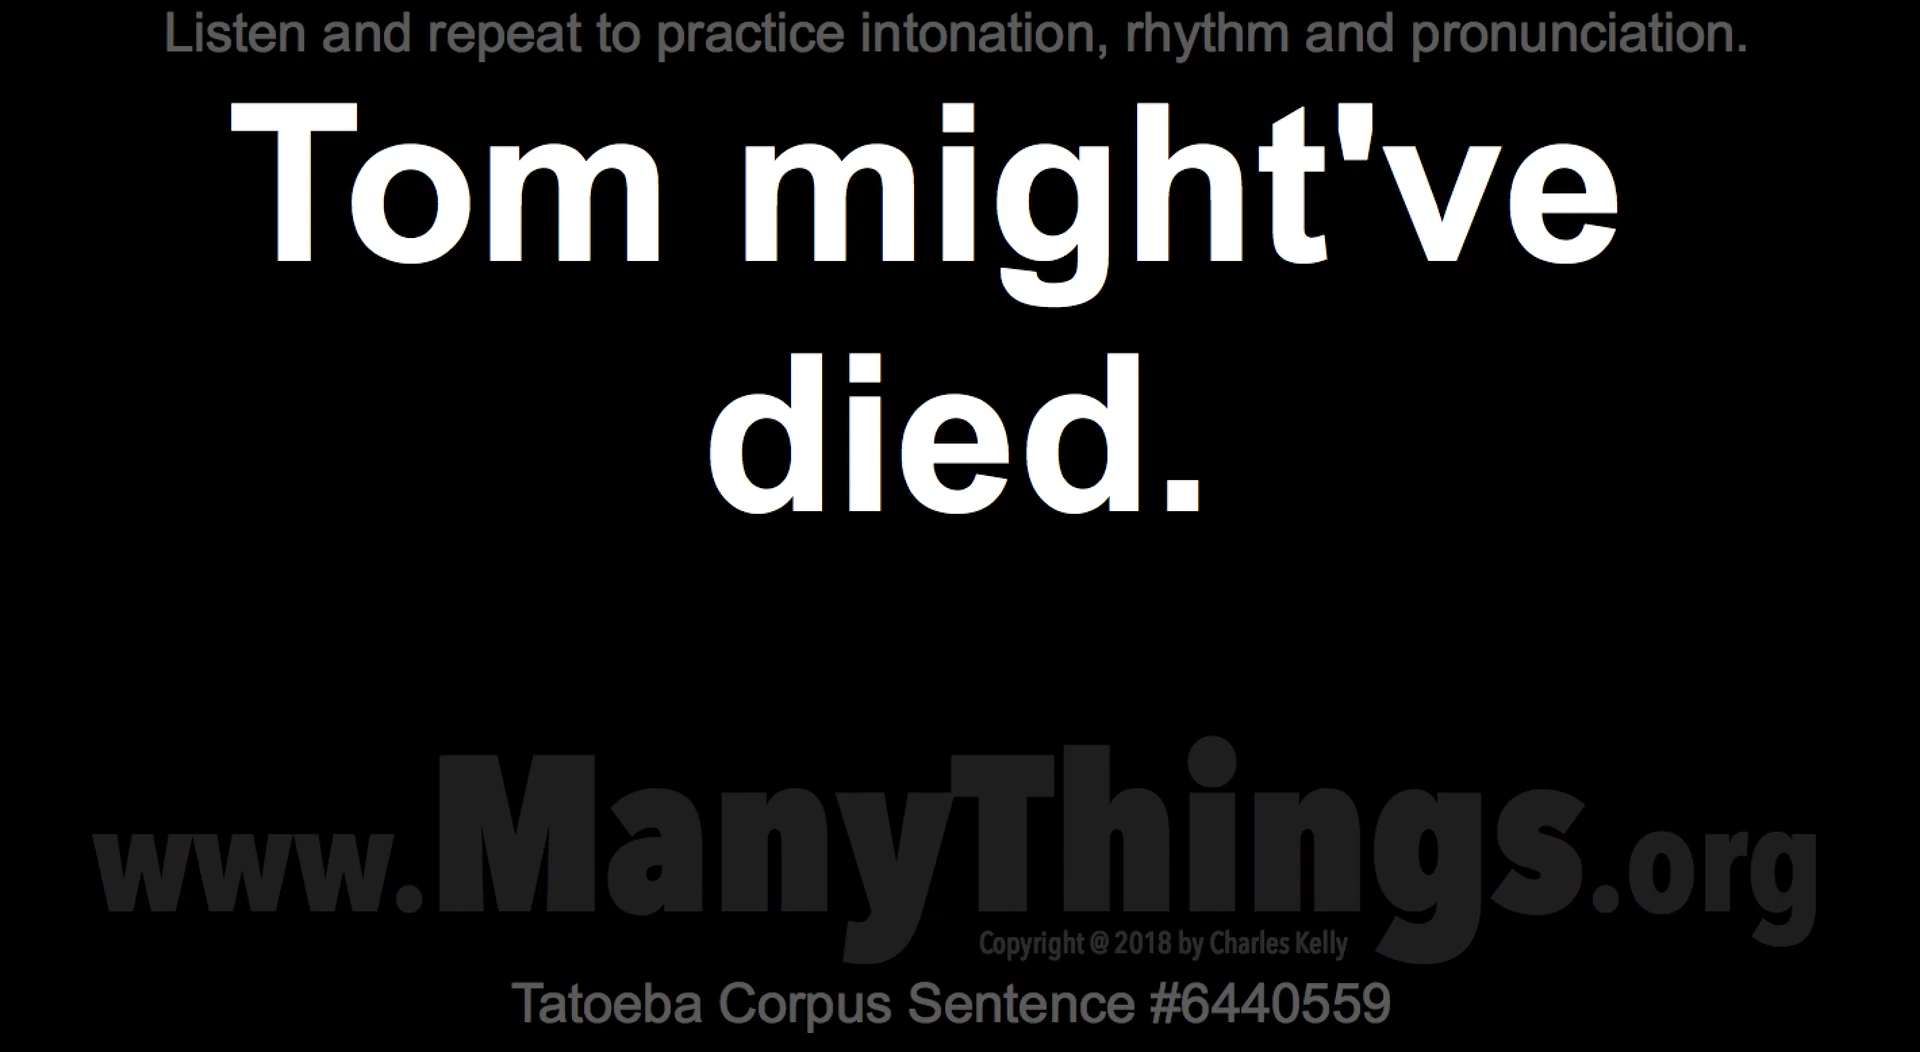 Listen and repeat to practice intonation, rhythm and pronunciation.
Tom might've
died.
www.ManyThings.org
Copyright @ 2018 by Charles Kelly
Tatoeba Corpus Sentence #6440559